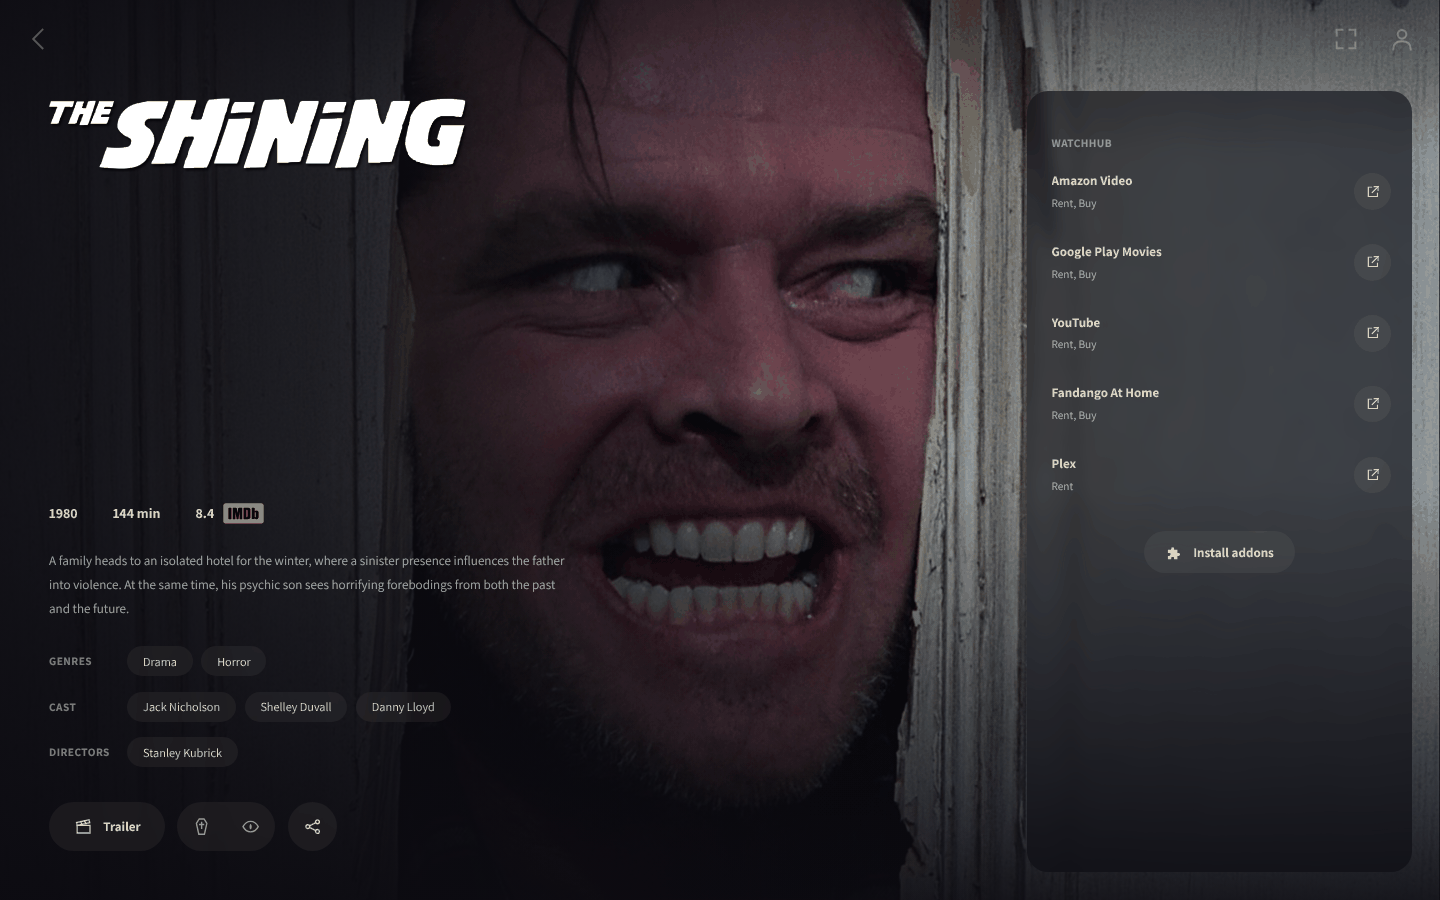 THE SHiNiNG
1980 144 min 8.4 IMDb
A family heads to an isolated hotel for the winter, where a sinister presence influences the father
into violence. At the same time, his psychic son sees horrifying forebodings from both the past
and the future.
GENRES Drama Horror
CAST Jack Nicholson Shelley Duvall Danny Lloyd
DIRECTORS Stanley Kubrick
Trailer
WATCHHUB
Amazon Video
Rent, Buy
Google Play Movies
Rent, Buy
YouTube
Rent, Buy
Fandango At Home
Rent, Buy
Plex
Rent
Install addons